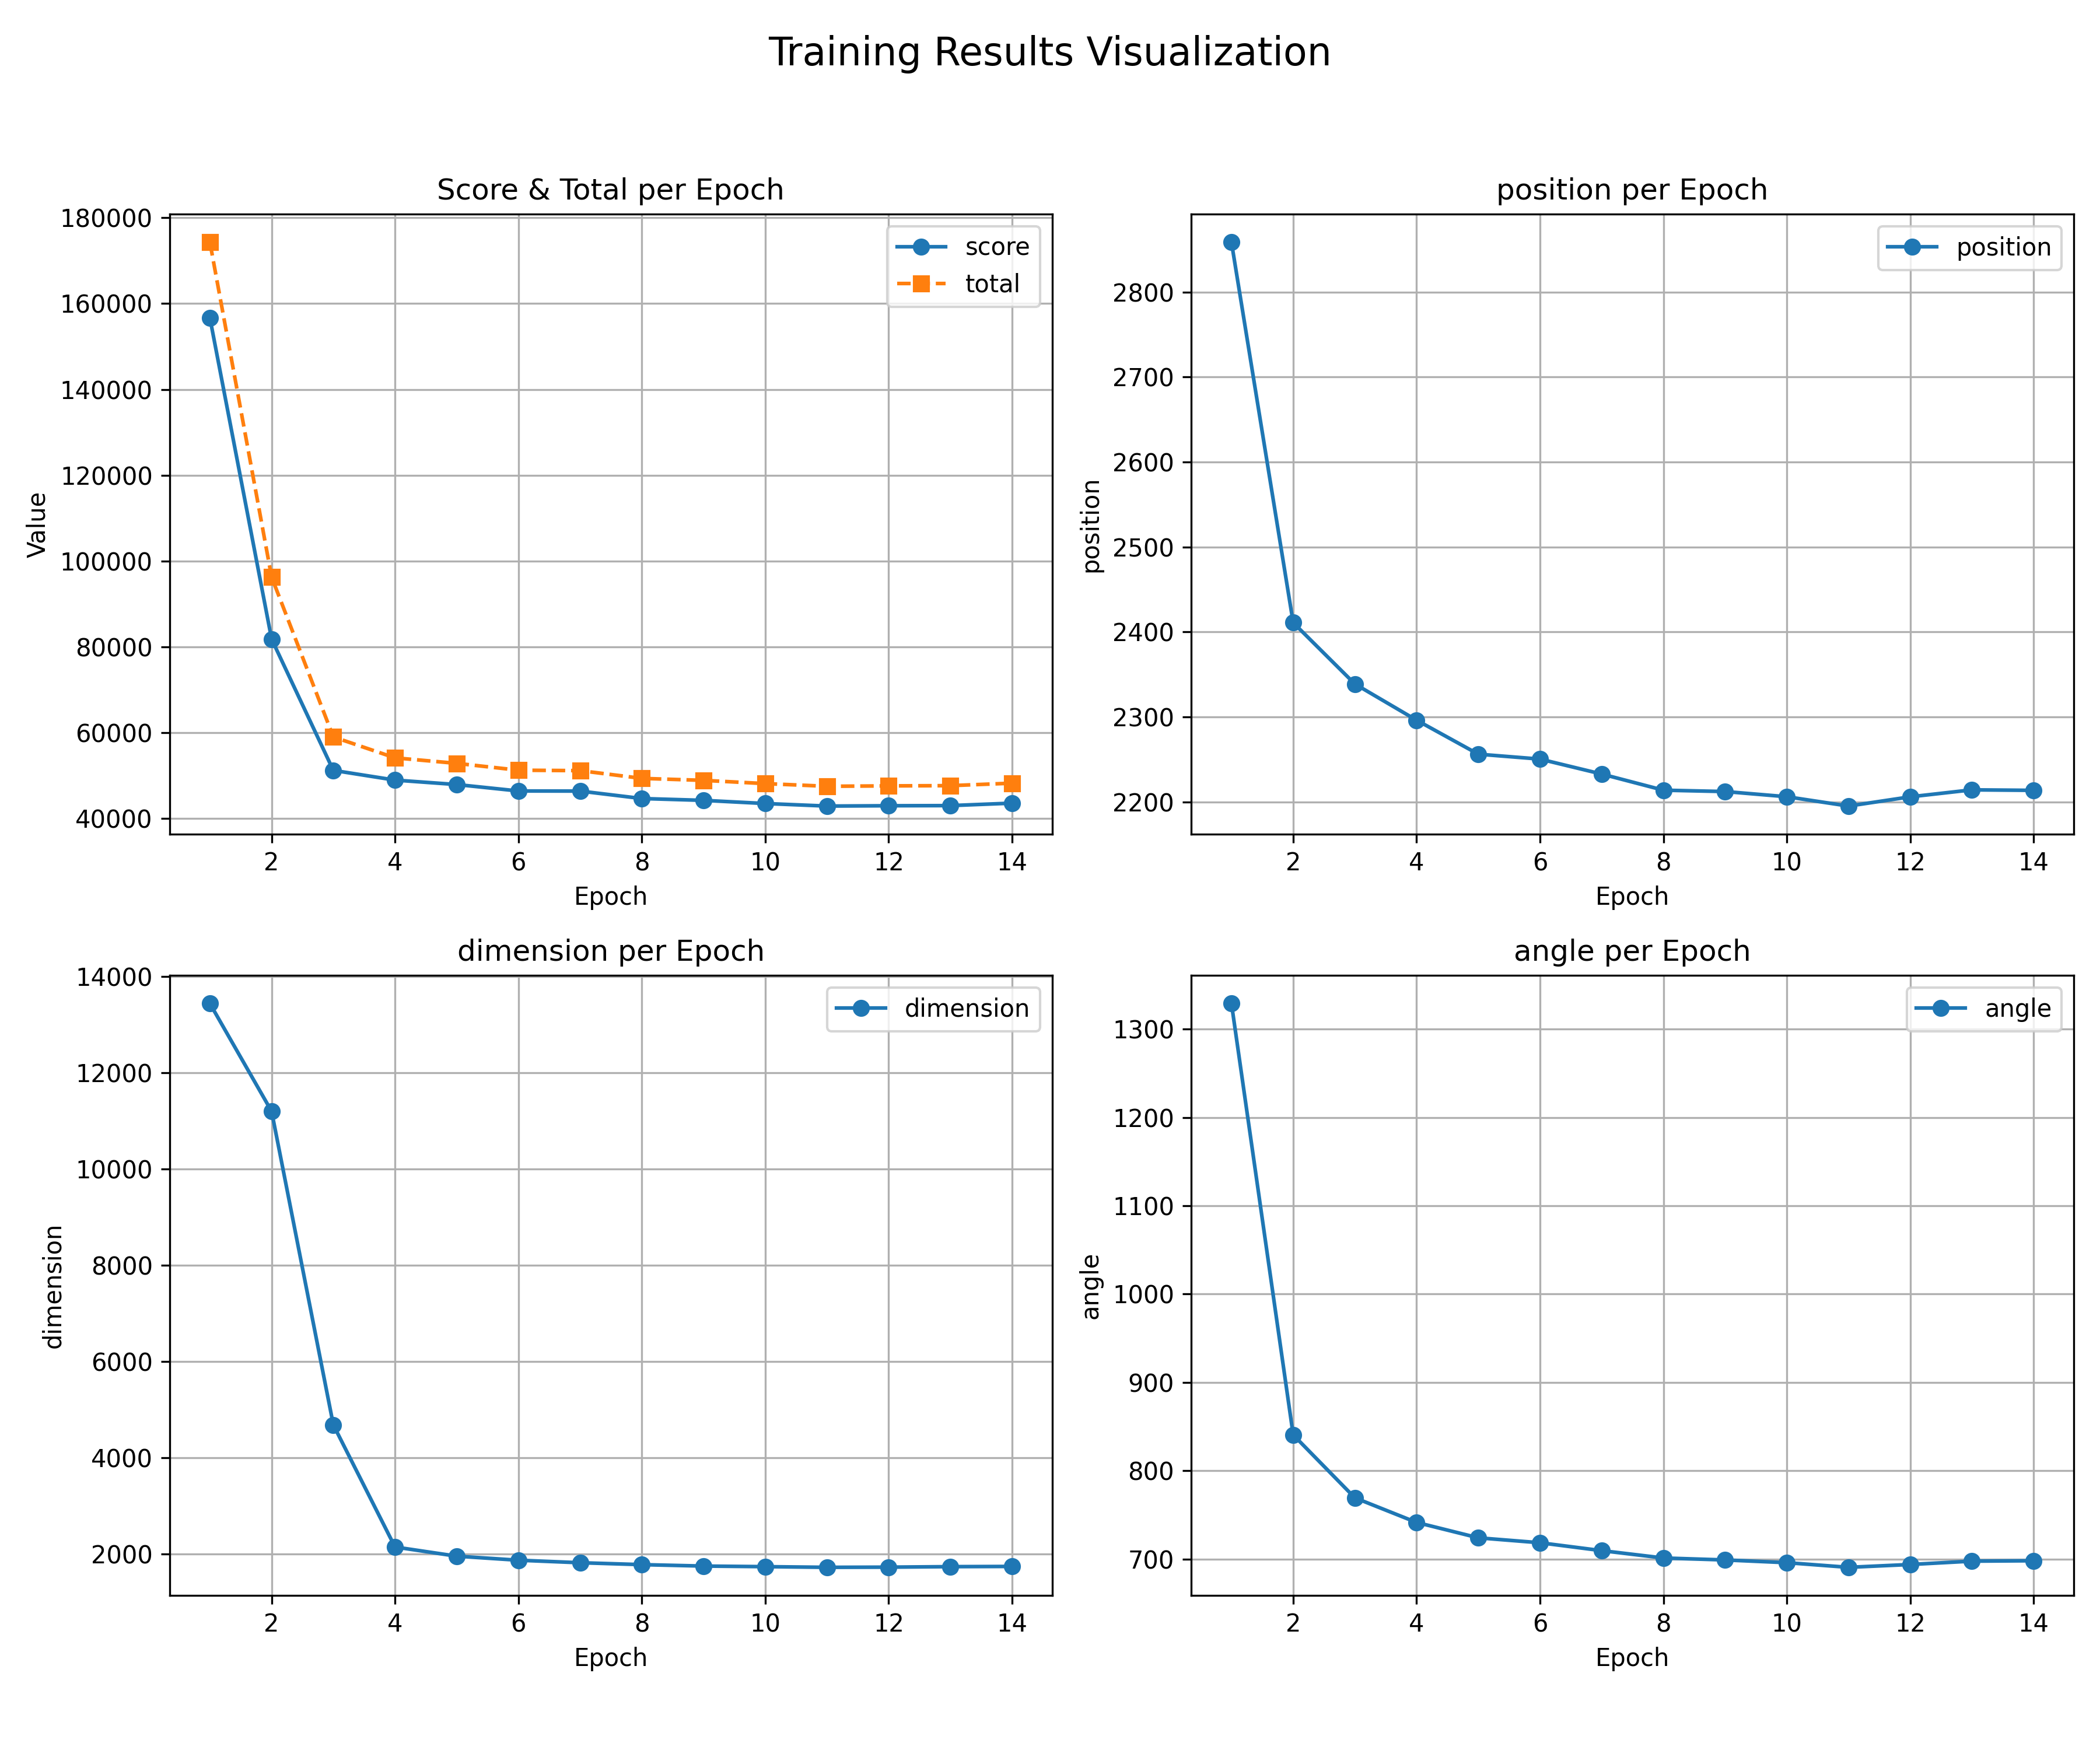 Training Results Visualization
Score & Total per Epoch
180000
160000
140000
120000
100000
80000
60000
40000
Value
score
total
2 4 6 8 10 12 14
Epoch
position per Epoch
2800
2700
2600
2500
2400
2300
2200
position
position
2 4 6 8 10 12 14
Epoch
dimension per Epoch
14000
12000
10000
8000
6000
4000
2000
dimension
dimension
2 4 6 8 10 12 14
Epoch
angle per Epoch
1300
1200
1100
1000
900
800
700
angle
angle
2 4 6 8 10 12 14
Epoch